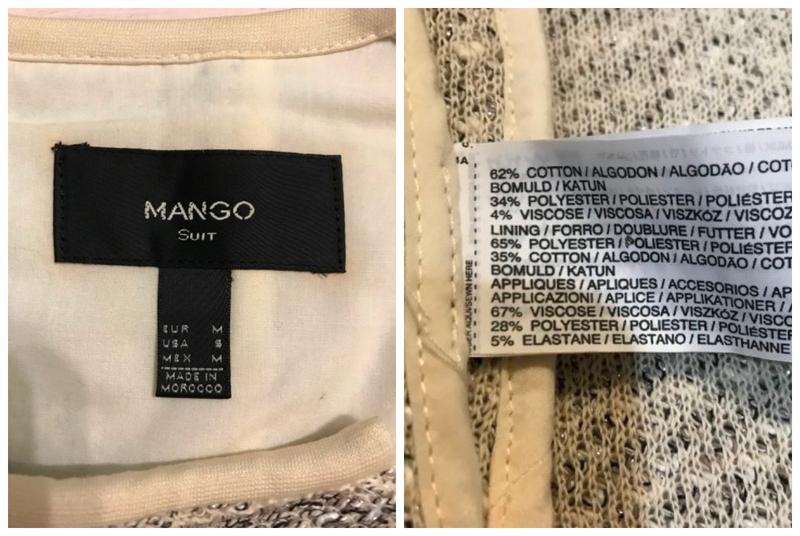 MANGO
SUIT
EUR M
USA S
MEX M
MADE IN
MOROCCO
62% COTTON / ALGODON / ALGODÃO / COT
BOMULD / KATUN
34% POLYESTER / POLIESTER / POLIÉSTER
4% VISCOSE / VISCOSA / VISZKÓZ / VISCOZ
LINING / FORRO / DOUBLURE / FUTTER / VO
65% POLYESTER / POLIESTER / POLIÉSTER
35% COTTON / ALGODON / ALGODÃO / COT
BOMULD / KATUN
APPLIQUES / APLIQUES / ACCESORIOS / AP
APPLICAZIONI / APLICE / APPLIKATIONER / A
67% VISCOSE / VISCOSA / VISZKÓZ / VISCO
28% POLYESTER / POLIESTER / POLIÉSTER
5% ELASTANE / ELASTANO / ELASTHANNE